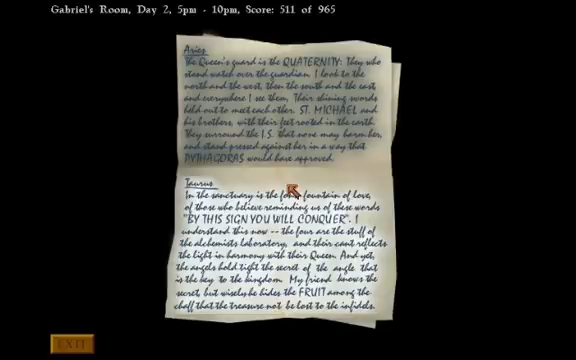 Gabriel's Room, Day 2, 5pm - 10pm, Score: 511 of 965
Aries
The Queen's guard is the QUATERNITY: They who
stand watch over the guardian. I look to the
north and the west, then the south and the east,
and everywhere I see them, Their shining swords
held out to meet each other. ST. MICHAEL and
his brothers, with their feet rooted in the earth.
They surround the I.S. that none may harm her,
and stand pressed against her in a way that
PYTHAGORAS would have approved.
Taurus
In the sanctuary is the fountain of love,
of those who believe reminding us of these words
"BY THIS SIGN YOU WILL CONQUER". I
understand this now -- the four are the stuff of
the alchemists laboratory, and their cant reflects
the light in harmony with their Queen. And yet,
the angels hold tight the secret of the angle that
is the key to the kingdom. My friend knows the
secret, but wisely he hides the FRUIT among the
chaff that the treasure not be lost to the infidels.
EXIT